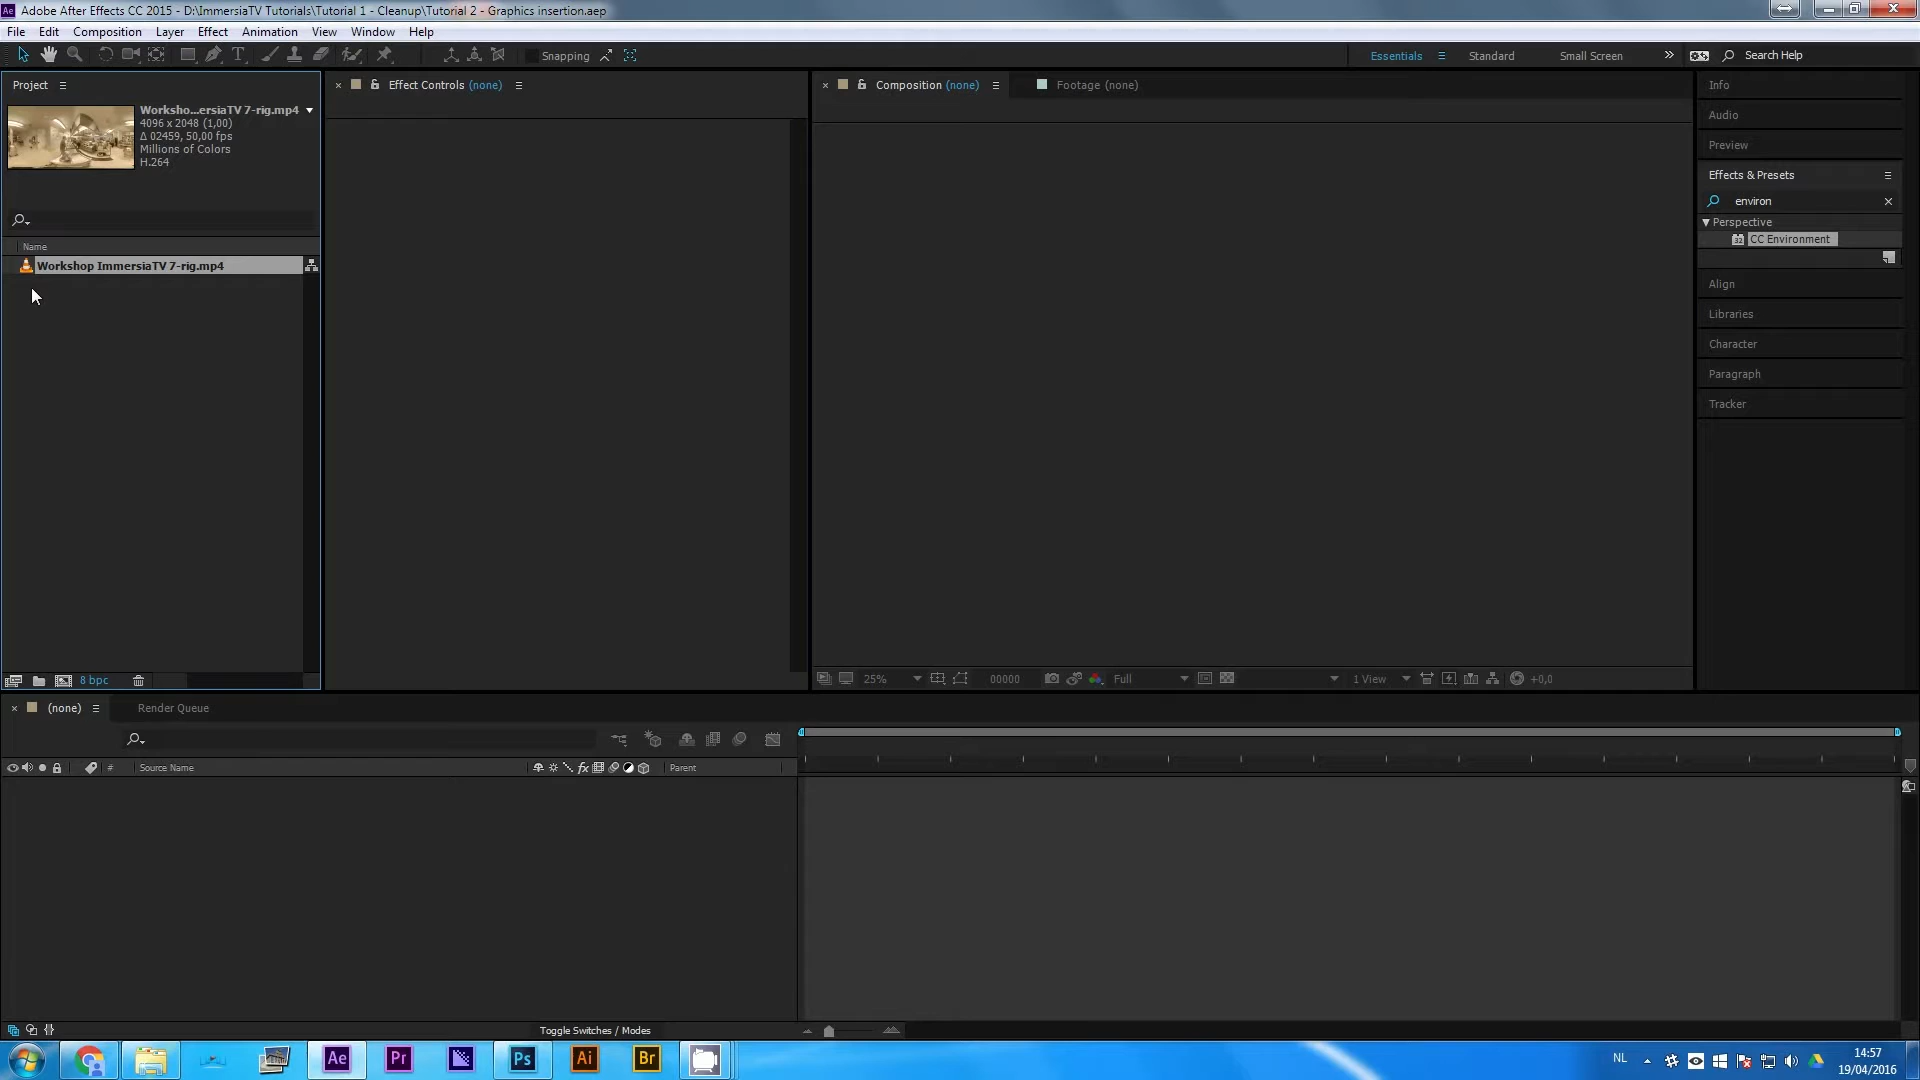 Adobe After Effects CC 2015 - D:\ImmersiaTV Tutorials\Tutorial 1 - Cleanup\Tutorial 2 - Graphics insertion.aep
File Edit Composition Layer Effect Animation View Window Help
Snapping
Essentials
Standard
Small Screen
Search Help
Project
Worksho...ersiaTV 7-rig.mp4
4096 x 2048 (1,00)
Δ 02459, 50,00 fps
Millions of Colors
H.264
Name
Workshop ImmersiaTV 7-rig.mp4
8 bpc
Effect Controls (none)
Composition (none)
Footage (none)
25%
00000
Full
1 View
+0,0
Info
Audio
Preview
Effects & Presets
environ
Perspective
32
CC Environment
Align
Libraries
Character
Paragraph
Tracker
(none)
Render Queue
#
Source Name
fx
Parent
Toggle Switches / Modes
Ae
Pr
Ps
Ai
Br
NL
14:57
19/04/2016